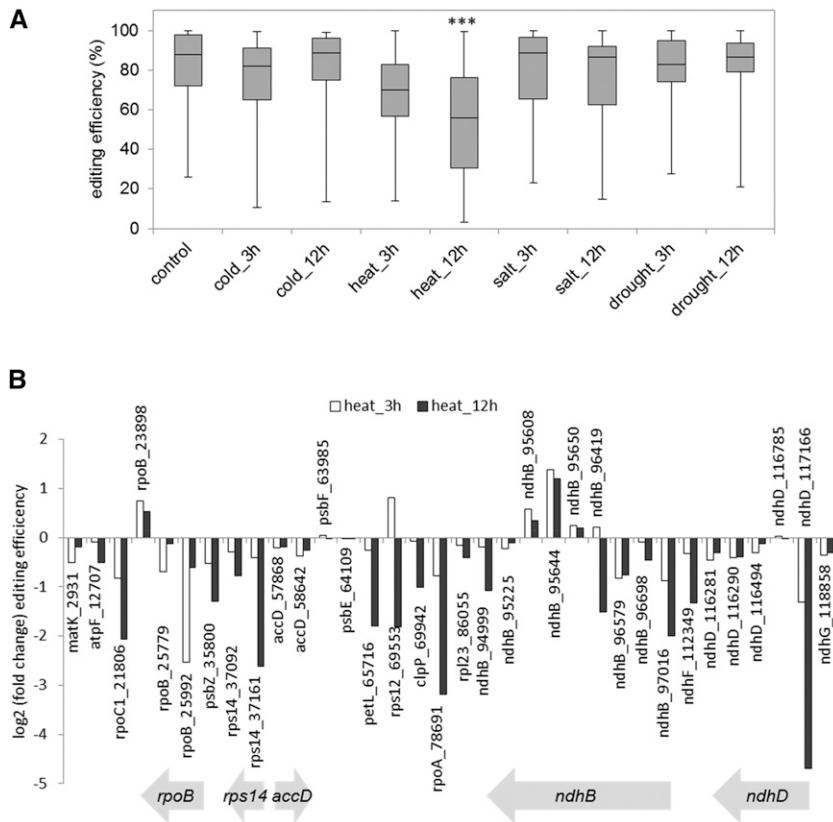 A
editing efficiency (%)
100
80
60
40
20
0
***
control
cold_3h
cold_12h
heat_3h
heat_12h
salt_3h
salt_12h
drought_3h
drought_12h
B
log2 (fold change) editing efficicency
2
1
0
-1
-2
-3
-4
-5
heat_3h heat_12h
matK_2931
atpF_12707
rpoC1_21806
rpoB_23898
rpoB_25779
rpoB_25992
psbZ_35800
rps14_37092
rps14_37161
accD_57868
accD_58642
psbF_63985
psbE_64109
petL_65716
rps12_69553
clpP_69942
rpoA_78691
rpl23_86055
ndhB_94999
ndhB_95225
ndhB_95608
ndhB_95644
ndhB_95650
ndhB_96419
ndhB_96579
ndhB_96698
ndhB_97016
ndhF_112349
ndhD_116281
ndhD_116290
ndhD_116494
ndhD_116785
ndhD_117166
ndhG_118858
rpoB rps14 accD ndhB ndhD